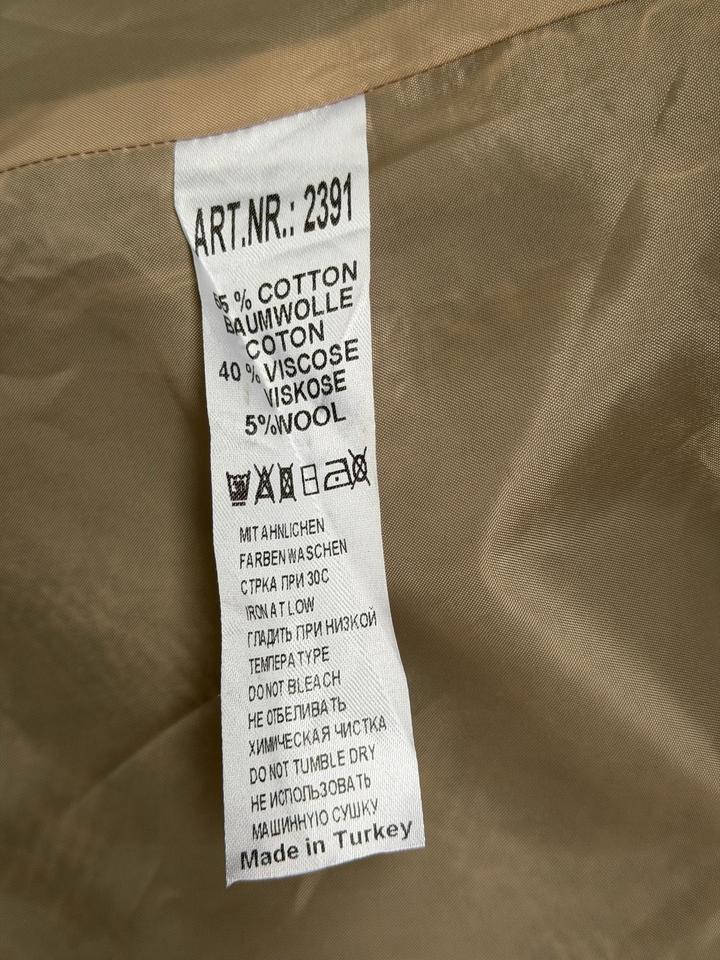 ART.NR.: 2391
% COTTON
BAUMWOLLE
COTON
40 % VISCOSE
VISKOSE
5%WOOL
MIT AHNLICHEN
FARBEN WASCHEN
СТРКА ПРИ 30С
IRON AT LOW
ГЛАДИТЬ ПРИ НИЗКОЙ
ТЕМПЕРАТУРЕ
DO NOT BLEACH
НЕ ОТБЕЛИВАТЬ
ХИМИЧЕСКАЯ ЧИСТКА
DO NOT TUMBLE DRY
НЕ ИСПОЛЬЗОВАТЬ
МАШИННУЮ СУШКУ
Made in Turkey